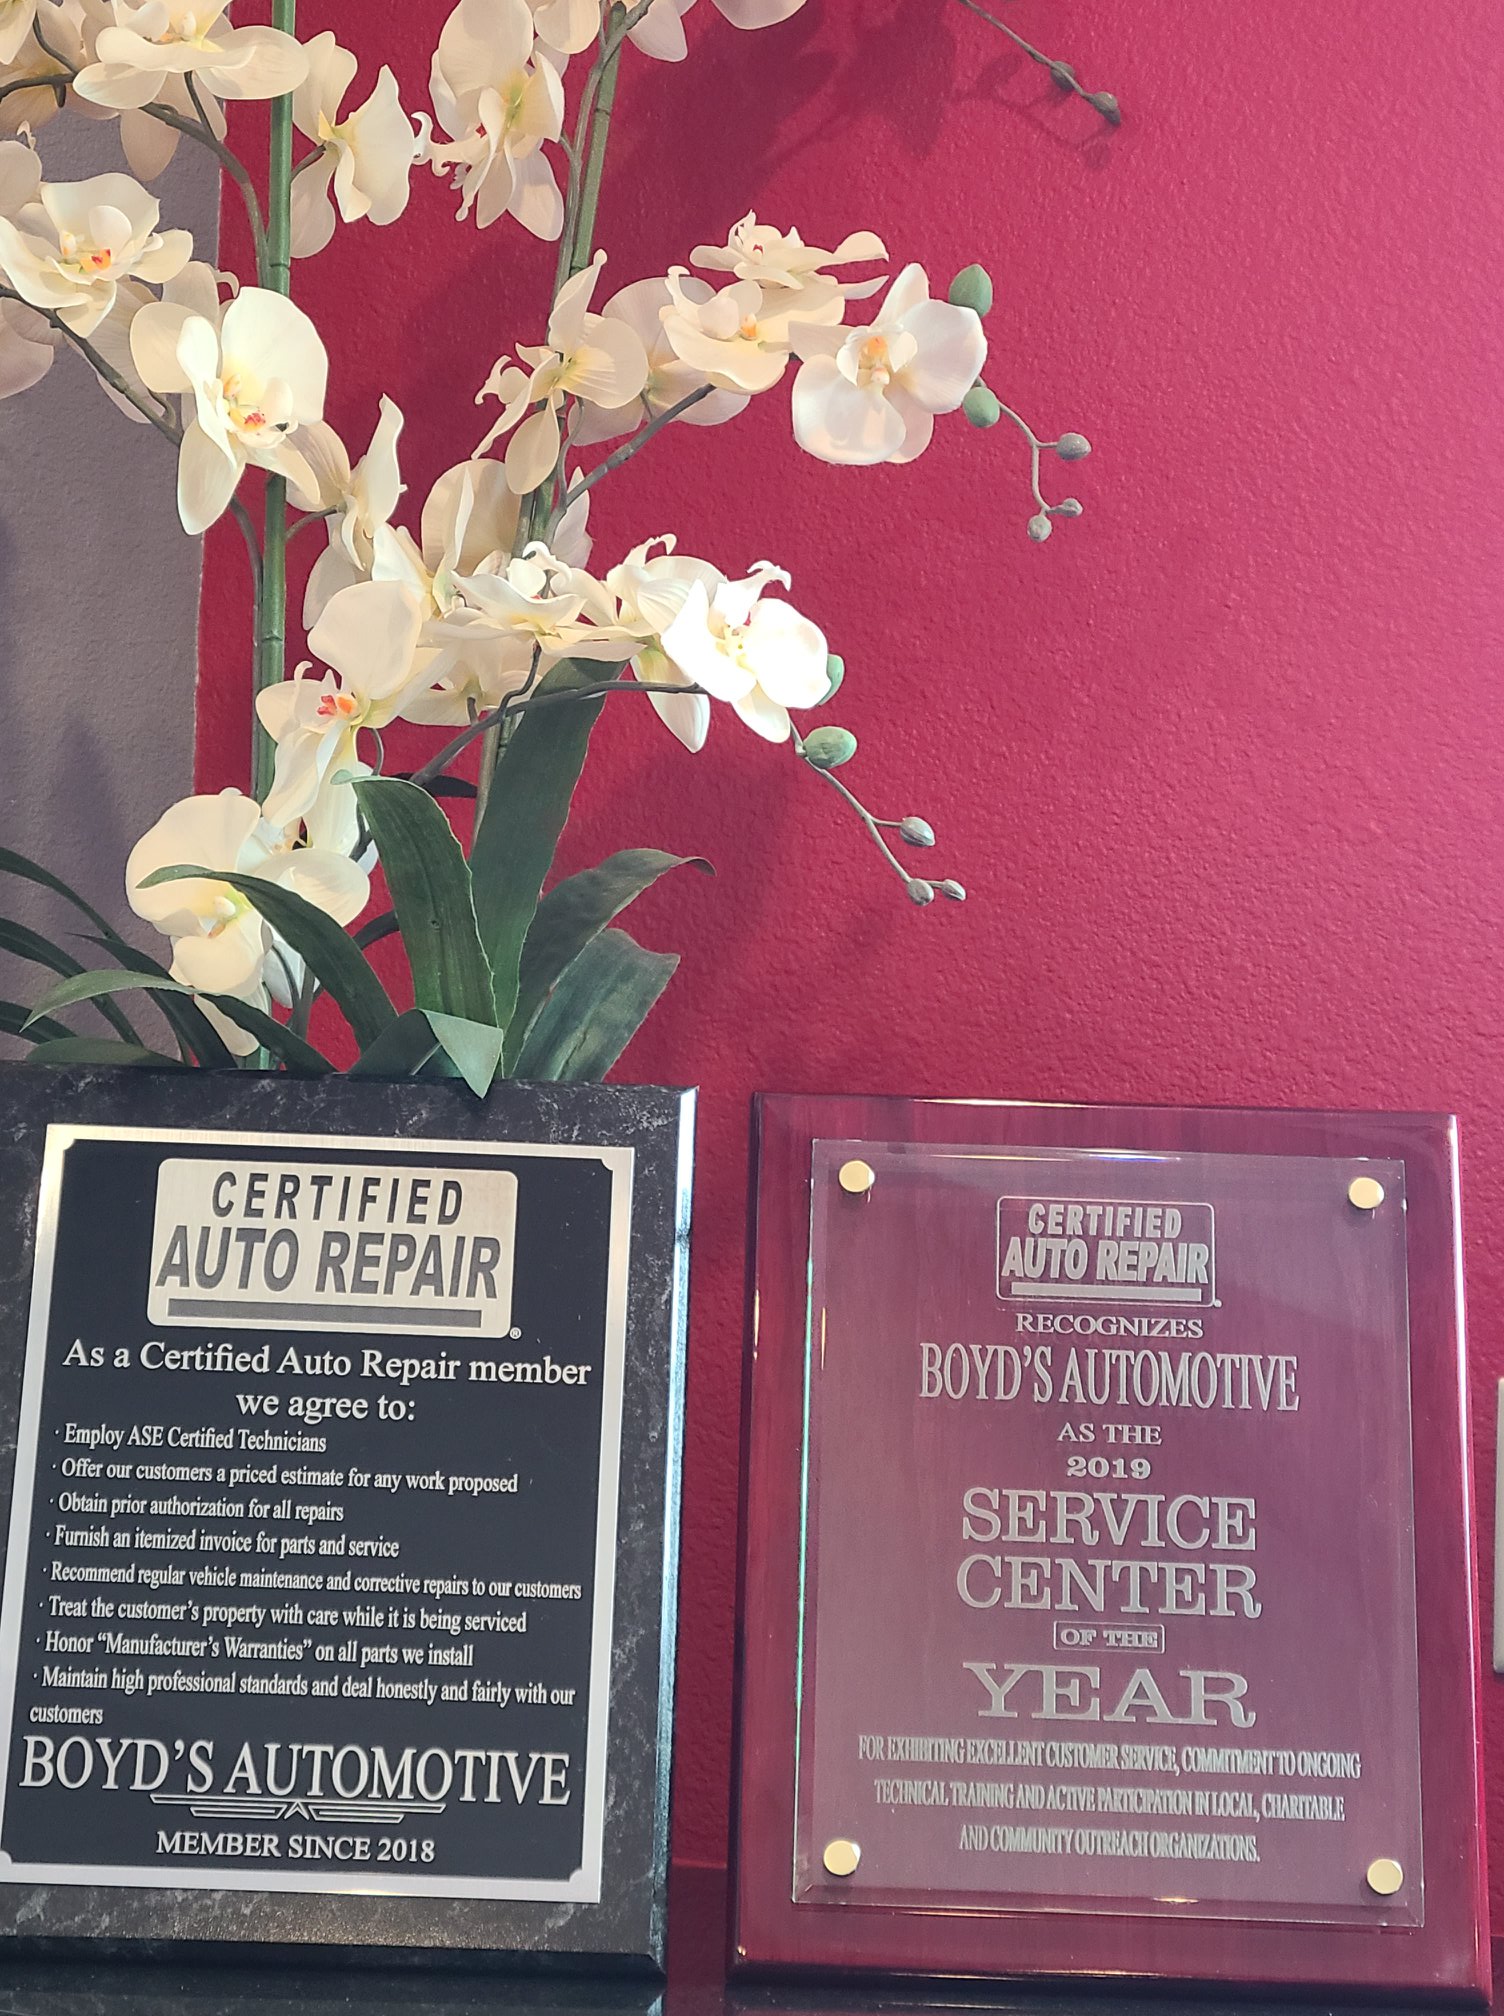 CERTIFIED
AUTO REPAIR
®
As a Certified Auto Repair member
we agree to:
· Employ ASE Certified Technicians
· Offer our customers a priced estimate for any work proposed
· Obtain prior authorization for all repairs
· Furnish an itemized invoice for parts and service
· Recommend regular vehicle maintenance and corrective repairs to our customers
· Treat the customer's property with care while it is being serviced
· Honor “Manufacturer's Warranties” on all parts we install
· Maintain high professional standards and deal honestly and fairly with our
customers
BOYD'S AUTOMOTIVE
MEMBER SINCE 2018
CERTIFIED
AUTO REPAIR
RECOGNIZES
BOYD'S AUTOMOTIVE
AS THE
2019
SERVICE
CENTER
OF THE
YEAR
FOR EXHIBITING EXCELLENT CUSTOMER SERVICE, COMMITMENT TO ONGOING
TECHNICAL TRAINING AND ACTIVE PARTICIPATION IN LOCAL, CHARITABLE
AND COMMUNITY OUTREACH ORGANIZATIONS.